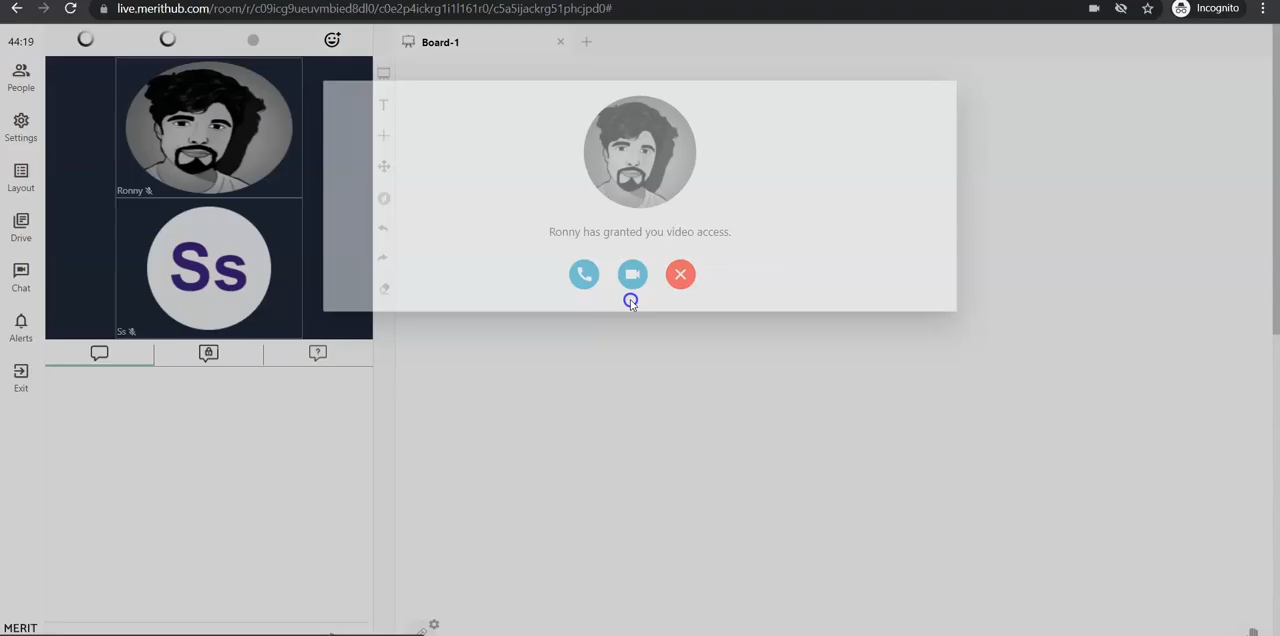 live.merithub.com/room/r/c09icg9ueuvmbied8dl0/c0e2p4ickrg1i1l161r0/c5a5ijackrg51phcjpd0#
Incognito
44:19
Board-1
People
Settings
Layout
Drive
Chat
Alerts
Exit
MERIT
Ronny
Ss
Ss
T
Ronny has granted you video access.